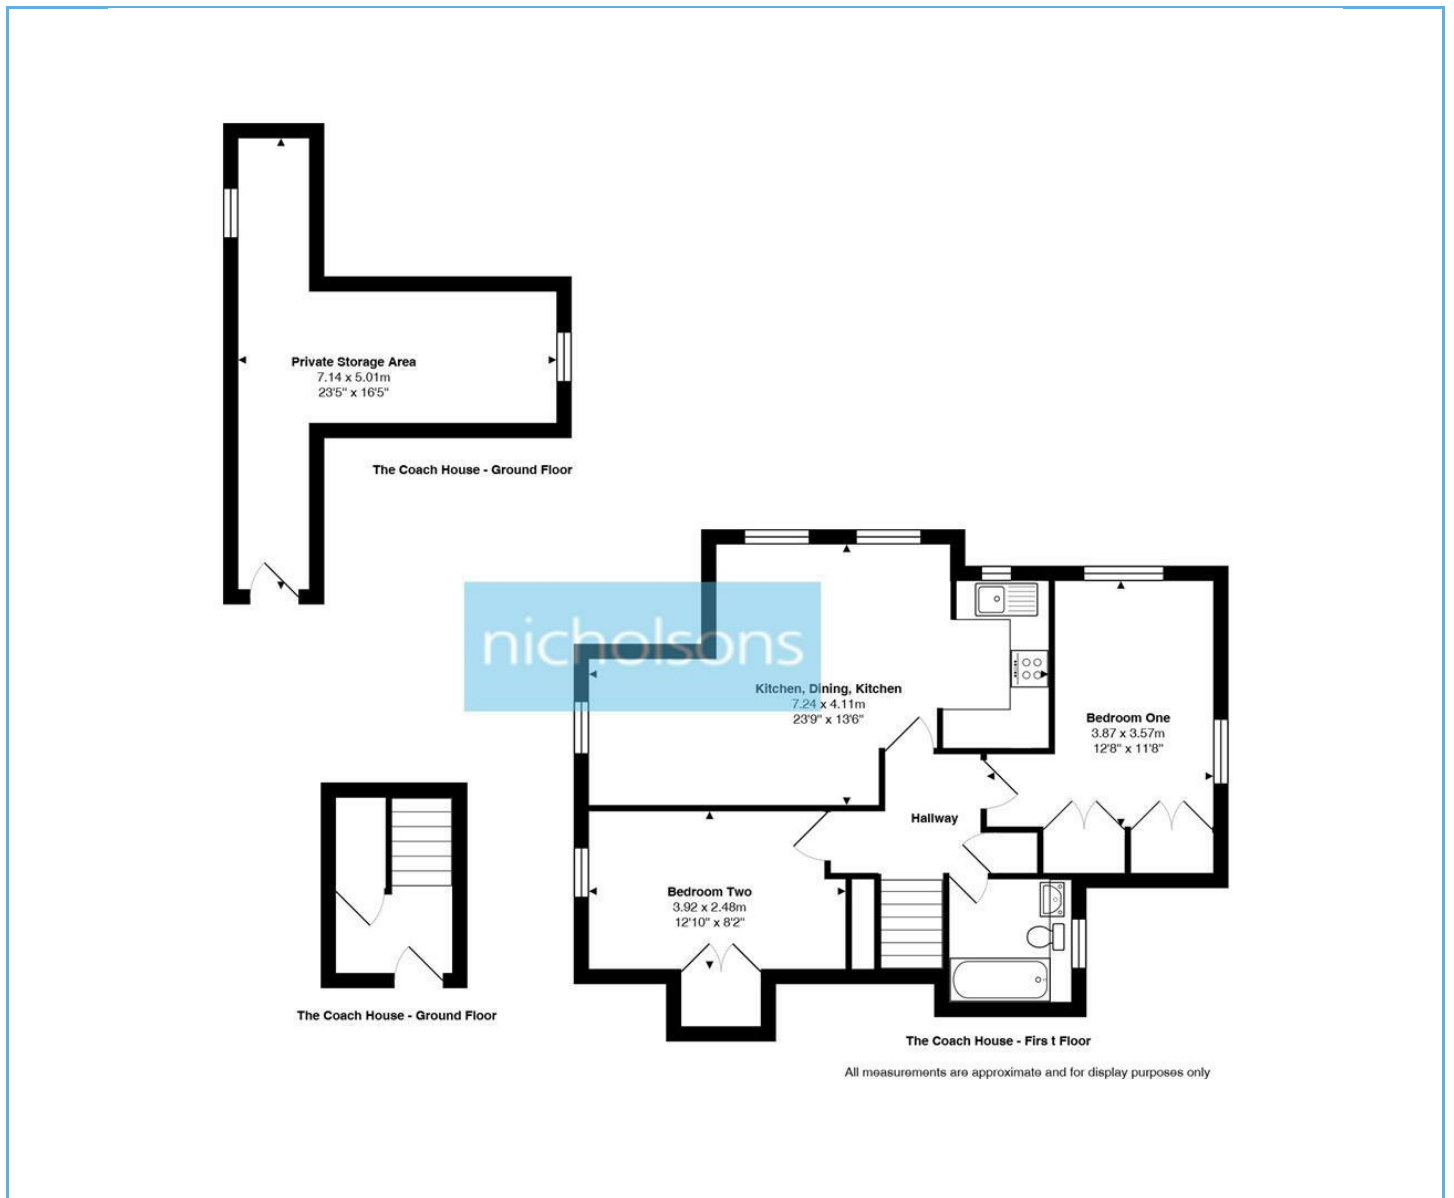 Private Storage Area
7.14 x 5.01m
23'5" x 16'5"
The Coach House - Ground Floor
nicholsons
Kitchen, Dining, Kitchen
7.24 x 4.11m
23'9" x 13'6"
Bedroom One
3.87 x 3.57m
12'8" x 11'8"
Hallway
Bedroom Two
3.92 x 2.48m
12'10" x 8'2"
The Coach House - Ground Floor
The Coach House - Firs t Floor
All measurements are approximate and for display purposes only